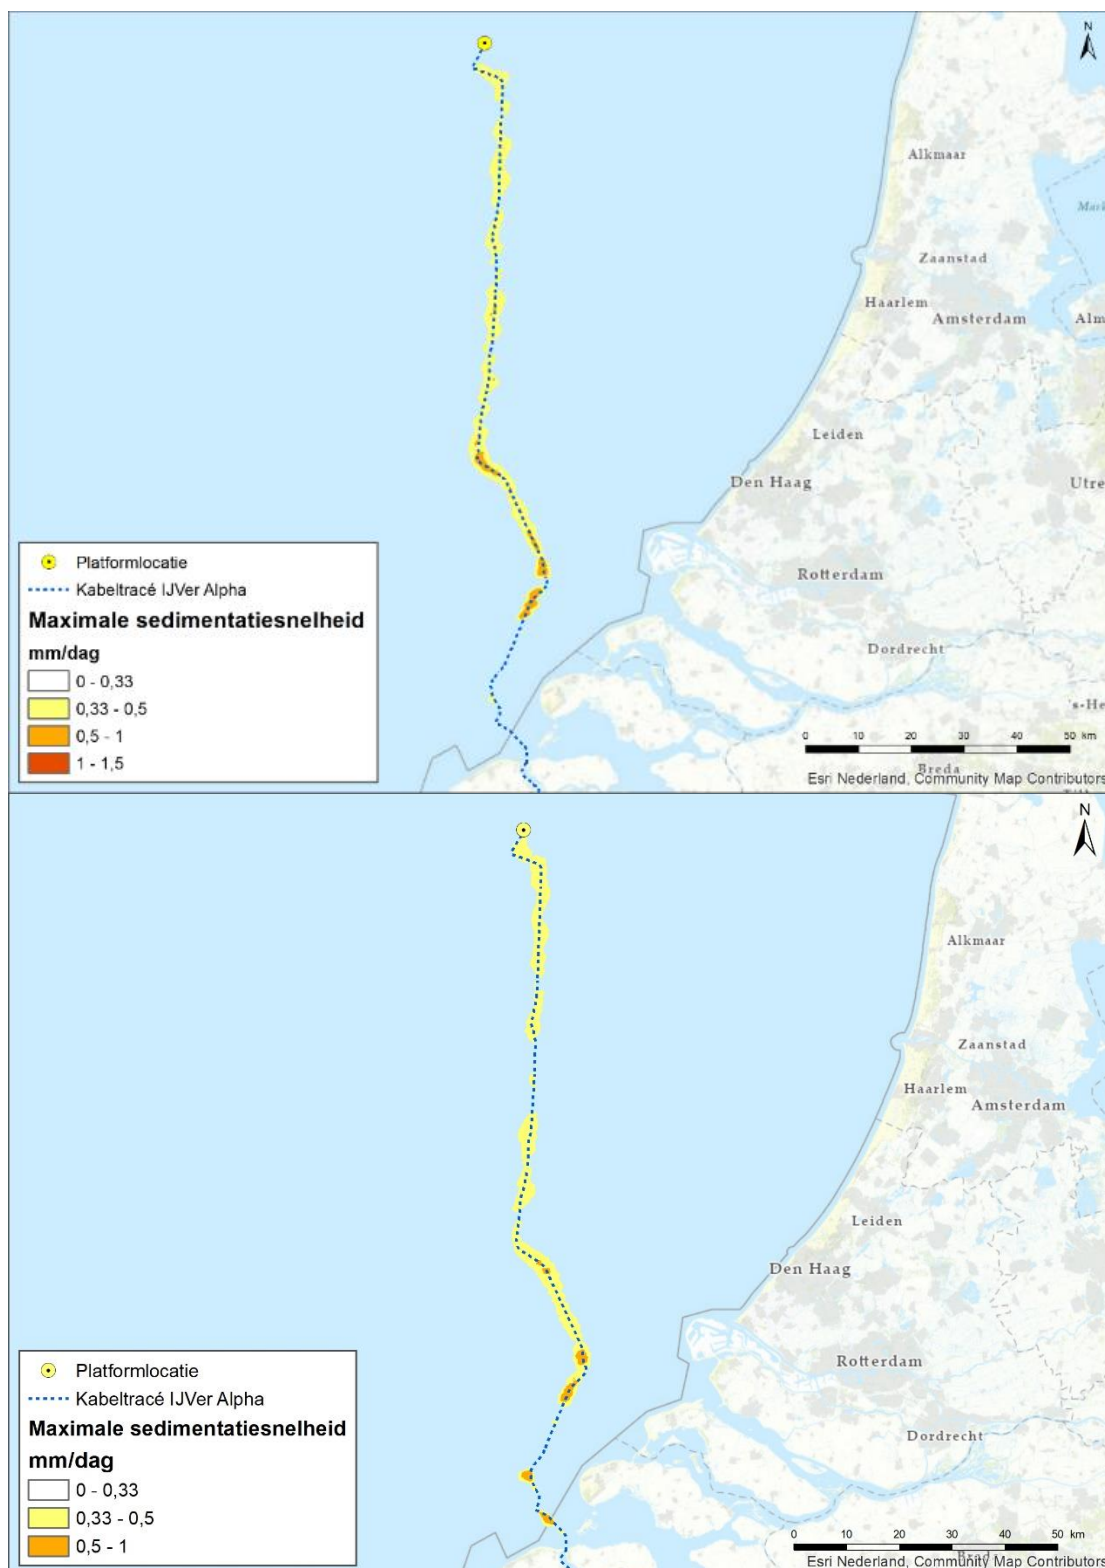 N
Alkmaar
Mark
Zaanstad
Haarlem
Amsterdam
Alm
Leiden
Den Haag
Utre
Platformlocatie
Kabeltracé IJVer Alpha
Rotterdam
Maximale sedimentatiesnelheid
mm/dag
Dordrecht
0 - 0,33
's-He
0,33 - 0,5
0,5 - 1
0 10 20 30 40 50 km
1 - 1,5
Breda
Esri Nederland, Community Map Contributors
N
Alkmaar
Zaanstad
Haarlem
Amsterdam
Leiden
Den Haag
Platformlocatie
Rotterdam
Kabeltracé IJVer Alpha
Maximale sedimentatiesnelheid
Dordrecht
mm/dag
0 - 0,33
0,33 - 0,5
0 10 20 30 40 50 km
0,5 - 1
Esri Nederland, Community Map Contributors